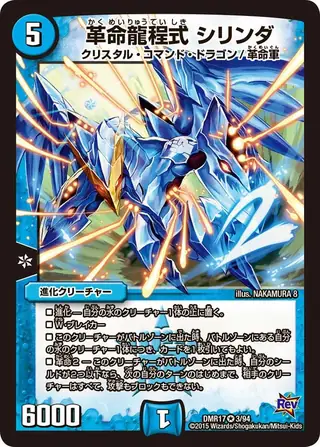 5
かくめいりゅうていしき
革命龍程式 シリンダ
かくめいぐん
クリスタル・コマンド・ドラゴン/革命軍
2
illus. NAKAMURA 8
進化クリーチャー
■進化―自分の水のクリーチャー1体の上に置く。
■W・ブレイカー
■このクリーチャーがバトルゾーンに出た時、バトルゾーンにある自
分の水のクリーチャー1体につき、カードを1枚引いてもよい。
■革命2―このクリーチャーがバトルゾーンに出た時、自分のシー
ルドが2つ以下なら、次の自分のターンのはじめまで、相手のクリー
チャーはすべて、攻撃もブロックもできない。
Rev
6000
1
DMR17 3/94
©2015 Wizards/Shogakukan/Mitsui-Kids